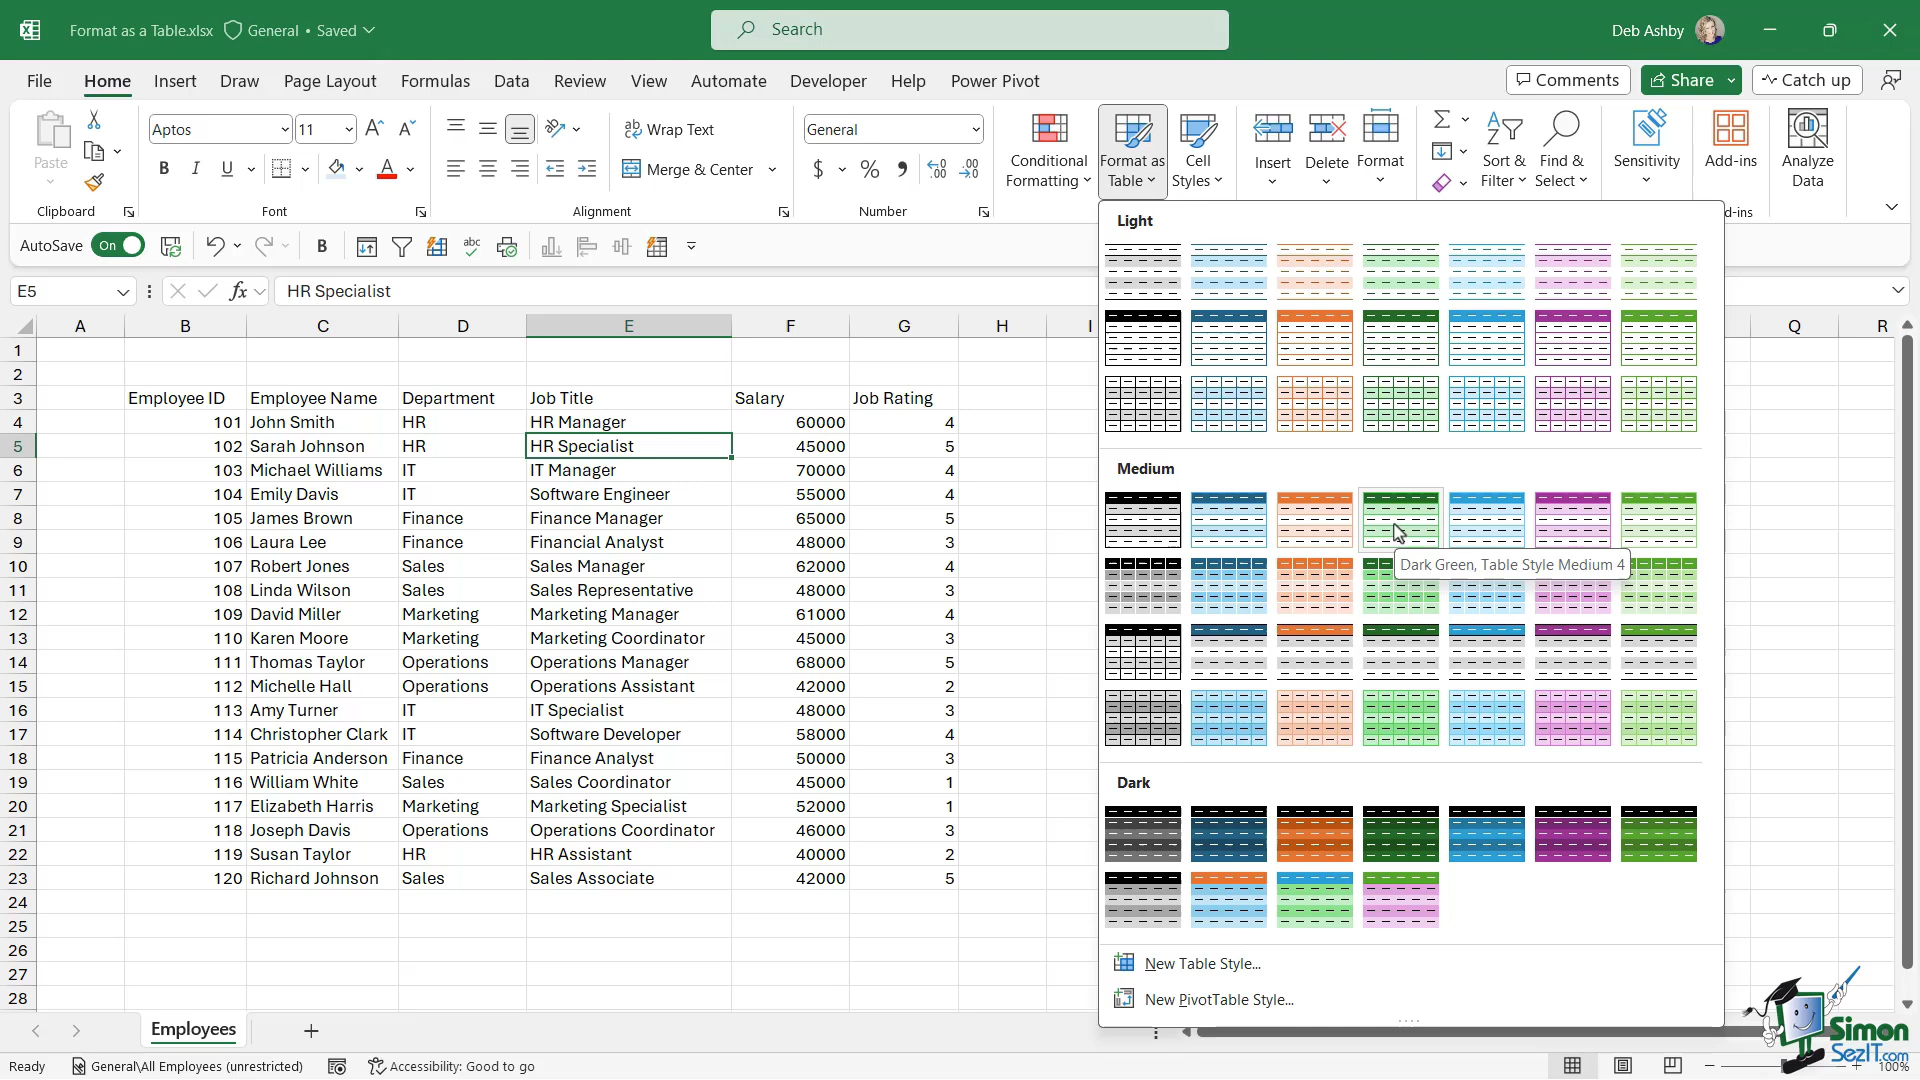 Format as a Table.xlsx General • Saved
Search
Deb Ashby
File Home Insert Draw Page Layout Formulas Data Review View Automate Developer Help Power Pivot
Comments Share Catch up
Paste
Clipboard
Aptos 11
B I U
Font
Wrap Text
Merge & Center
Alignment
General
$ % 9
Number
Conditional Formatting
Format as Table
Cell Styles
Insert Delete Format
Sort & Filter
Find & Select
Sensitivity
Add-ins
Analyze Data
d-ins
AutoSave On B abc
E5 fx HR Specialist
A B C D E F G H I Q R
1
2
3 Employee ID Employee Name Department Job Title Salary Job Rating
4 101 John Smith HR HR Manager 60000 4
5 102 Sarah Johnson HR HR Specialist 45000 5
6 103 Michael Williams IT IT Manager 70000 4
7 104 Emily Davis IT Software Engineer 55000 4
8 105 James Brown Finance Finance Manager 65000 5
9 106 Laura Lee Finance Financial Analyst 48000 3
10 107 Robert Jones Sales Sales Manager 62000 4
11 108 Linda Wilson Sales Sales Representative 48000 3
12 109 David Miller Marketing Marketing Manager 61000 4
13 110 Karen Moore Marketing Marketing Coordinator 45000 3
14 111 Thomas Taylor Operations Operations Manager 68000 5
15 112 Michelle Hall Operations Operations Assistant 42000 2
16 113 Amy Turner IT IT Specialist 48000 3
17 114 Christopher Clark IT Software Developer 58000 4
18 115 Patricia Anderson Finance Finance Analyst 50000 3
19 116 William White Sales Sales Coordinator 45000 1
20 117 Elizabeth Harris Marketing Marketing Specialist 52000 1
21 118 Joseph Davis Operations Operations Coordinator 46000 3
22 119 Susan Taylor HR HR Assistant 40000 2
23 120 Richard Johnson Sales Sales Associate 42000 5
24
25
26
27
28
Light
Medium
Dark Green, Table Style Medium 4
Dark
New Table Style...
New PivotTable Style...
Employees
Ready General\All Employees (unrestricted) Accessibility: Good to go 100%
Simon
SezIT.com